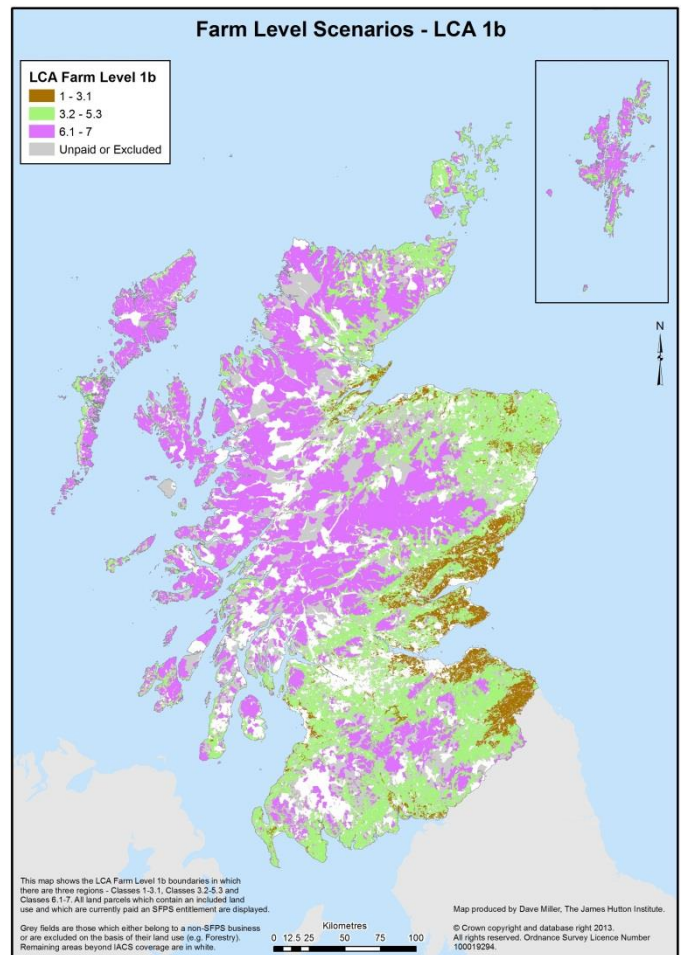 Farm Level Scenarios - LCA 1b
LCA Farm Level 1b
1 - 3.1
3.2 - 5.3
6.1 - 7
Unpaid or Excluded
N
This map shows the LCA Farm Level 1b boundaries in which
there are three regions - Classes 1-3.1, Classes 3.2-5.3 and
Classes 6.1-7. All land parcels which contain an included land
use and which are currently paid an SFPS entitlement are displayed.
Grey fields are those which either belong to a non-SFPS business
or are excluded on the basis of their land use (e.g. Forestry).
Remaining areas beyond IACS coverage are in white.
Kilometres
0 12.5 25 50 75 100
Map produced by Dave Miller, The James Hutton Institute.
© Crown copyright and database right 2013.
All rights reserved. Ordnance Survey Licence Number
100019294.